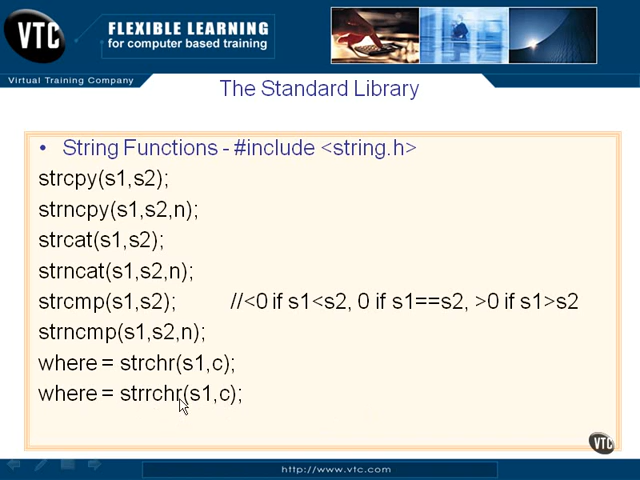 VTC
FLEXIBLE LEARNING
for computer based training
Virtual Training Company
The Standard Library
• String Functions - #include <string.h>
strcpy(s1,s2);
strncpy(s1,s2,n);
strcat(s1,s2);
strncat(s1,s2,n);
strcmp(s1,s2); //<0 if s1<s2, 0 if s1==s2, >0 if s1>s2
strncmp(s1,s2,n);
where = strchr(s1,c);
where = strrchr(s1,c);
VTC
http://www.vtc.com